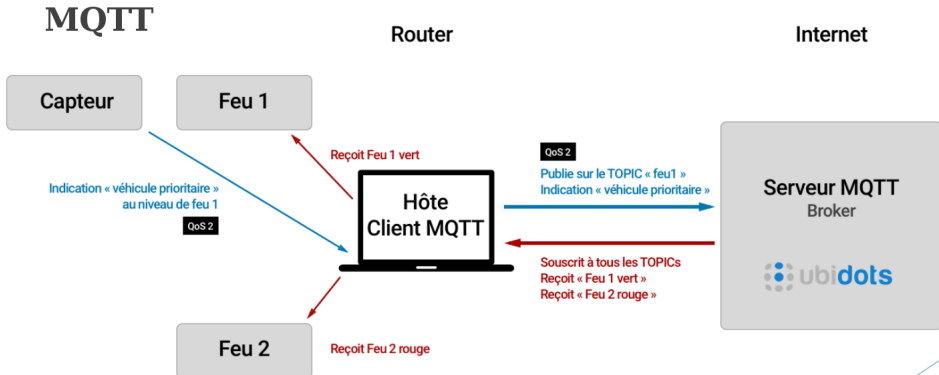 MQTT
Router
Internet
Capteur
Feu 1
Reçoit Feu 1 vert
Indication « véhicule prioritaire »
au niveau de feu 1
QoS 2
Hôte
Client MQTT
QoS 2
Publie sur le TOPIC « feu1 »
Indication « véhicule prioritaire »
Souscrit à tous les TOPICs
Reçoit « Feu 1 vert »
Reçoit « Feu 2 rouge »
Serveur MQTT
Broker
ubidots
Feu 2
Reçoit Feu 2 rouge